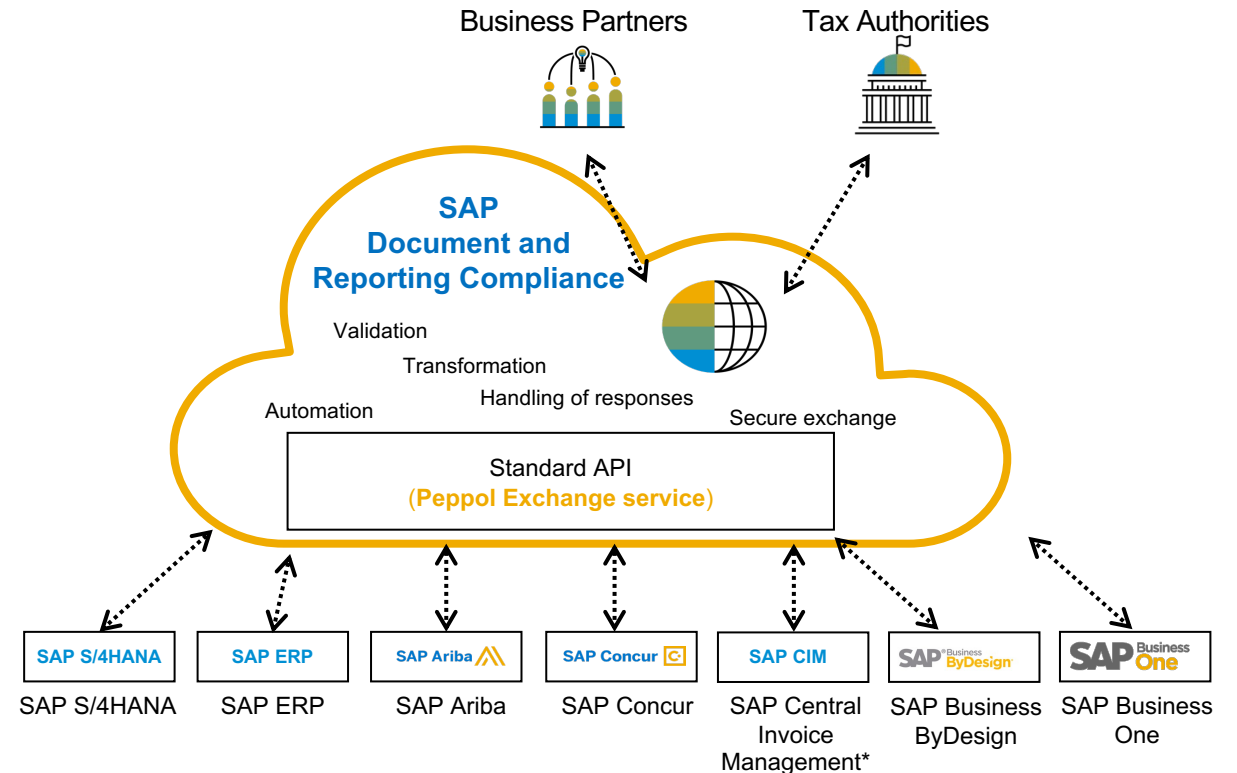 Business Partners
Tax Authorities
SAP
Document and
Reporting Compliance
Validation
Transformation
Handling of responses
Automation
Secure exchange
Standard API
(Peppol Exchange service)
SAP S/4HANA
SAP ERP
SAP Ariba
SAP Concur C
SAP CIM
SAP® Business
ByDesign
SAP Business
One
SAP S/4HANA
SAP ERP
SAP Ariba
SAP Concur
SAP Central
Invoice
Management*
SAP Business
ByDesign
SAP Business
One